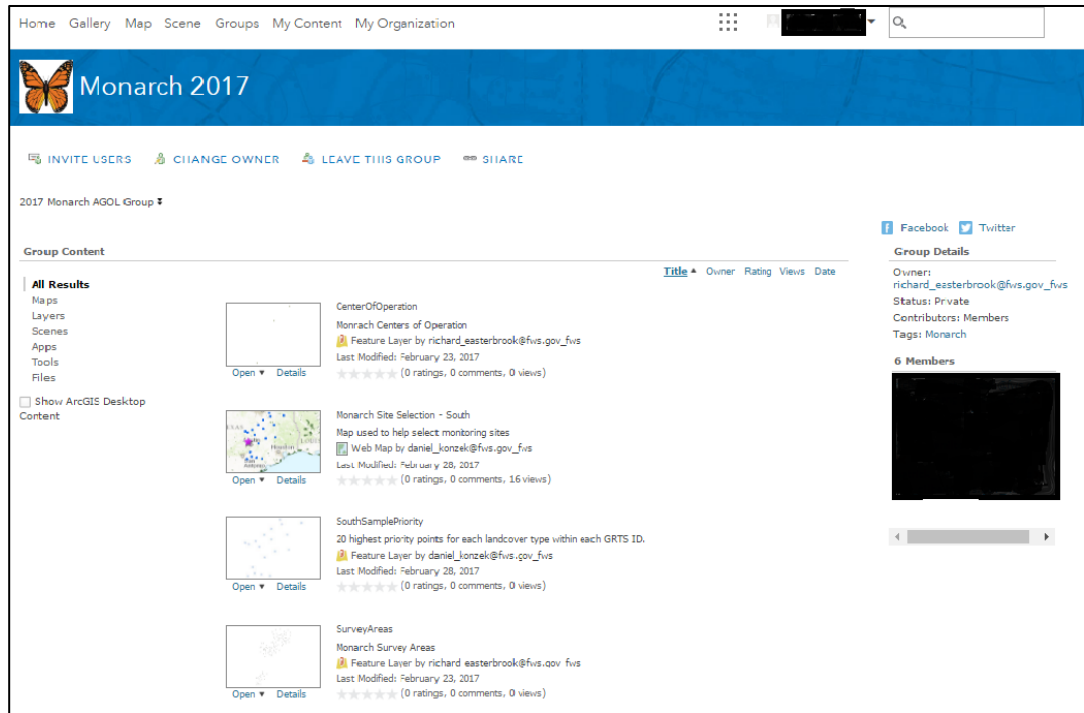 Home Gallery Map Scene Groups My Content My Organization
Monarch 2017
INVITE USERS CHANGE OWNER LEAVE THIS GROUP SHARE
2017 Monarch AGOL Group
Facebook Twitter
Group Content
Title Owner Rating Views Date
All Results
Maps
Layers
Scenes
Apps
Tools
Files
Show ArcGIS Desktop
Content
CenterOfOperation
Monrach Centers of Operation
Feature Layer by richard_easterbrook@fws.gov_fws
Last Modified: February 23, 2017
(0 ratings, 0 comments, 0 views)
Open Details
Monarch Site Selection - South
Map used to help select monitoring sites
Web Map by daniel_konzek@fws.gov_fws
Last Modified: February 28, 2017
(0 ratings, 0 comments, 16 views)
Open Details
SouthSamplePriority
20 highest priority points for each landcover type within each GRTS ID.
Feature Layer by daniel_konzek@fws.gov_fws
Last Modified: February 28, 2017
(0 ratings, 0 comments, 0 views)
Open Details
SurveyAreas
Monarch Survey Areas
Feature Layer by richard_easterbrook@fws.gov_fws
Last Modified: February 23, 2017
(0 ratings, 0 comments, 0 views)
Open Details
Group Details
Owner:
richard_easterbrook@fws.gov_fws
Status: Private
Contributors: Members
Tags: Monarch
6 Members